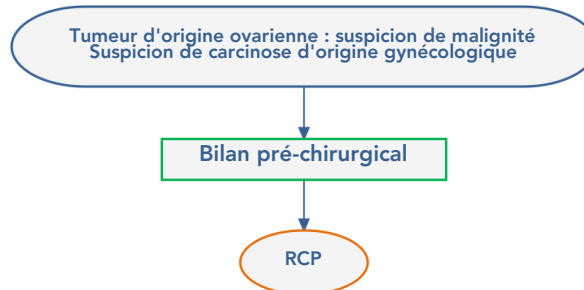 Tumeur d'origine ovarienne : suspicion de malignité
Suspicion de carcinose d'origine gynécologique
Bilan pré-chirurgical
RCP